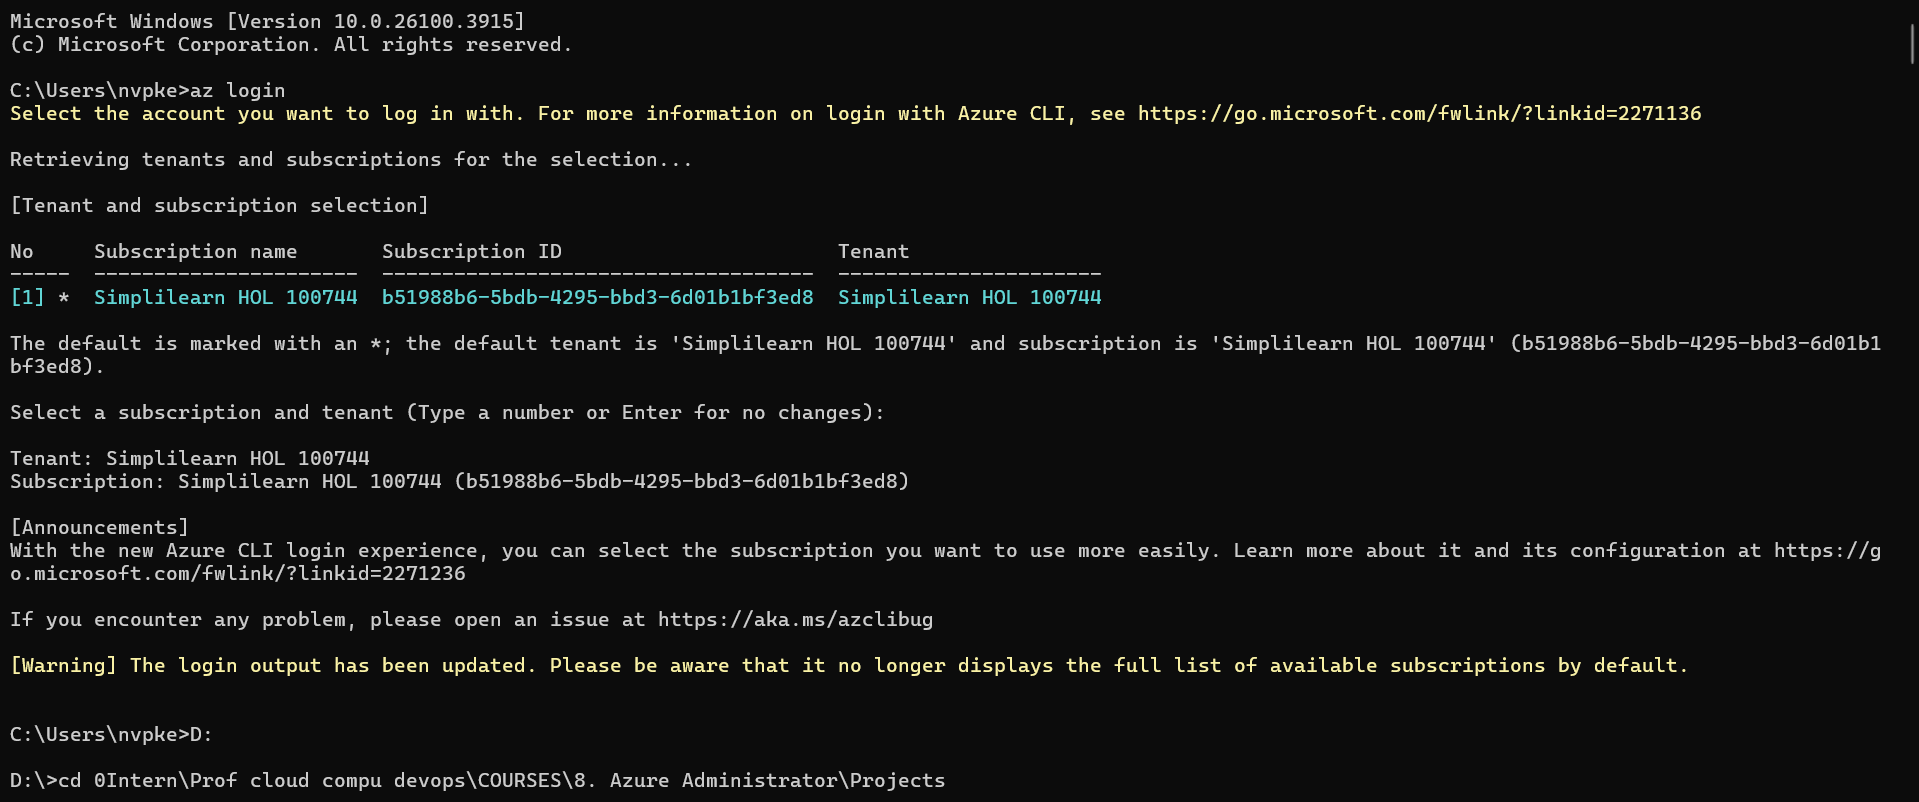 Microsoft Windows [Version 10.0.26100.3915]
(c) Microsoft Corporation. All rights reserved.
C:\Users\nvpke>az login
Select the account you want to log in with. For more information on login with Azure CLI, see https://go.microsoft.com/fwlink/?linkid=2271136
Retrieving tenants and subscriptions for the selection...
[Tenant and subscription selection]
No     Subscription name       Subscription ID                       Tenant
-----  ----------------------  ------------------------------------  ----------------------
[1] *  Simplilearn HOL 100744  b51988b6-5bdb-4295-bbd3-6d01b1bf3ed8  Simplilearn HOL 100744
The default is marked with an *; the default tenant is 'Simplilearn HOL 100744' and subscription is 'Simplilearn HOL 100744' (b51988b6-5bdb-4295-bbd3-6d01b1
bf3ed8).
Select a subscription and tenant (Type a number or Enter for no changes):
Tenant: Simplilearn HOL 100744
Subscription: Simplilearn HOL 100744 (b51988b6-5bdb-4295-bbd3-6d01b1bf3ed8)
[Announcements]
With the new Azure CLI login experience, you can select the subscription you want to use more easily. Learn more about it and its configuration at https://g
o.microsoft.com/fwlink/?linkid=2271236
If you encounter any problem, please open an issue at https://aka.ms/azclibug
[Warning] The login output has been updated. Please be aware that it no longer displays the full list of available subscriptions by default.
C:\Users\nvpke>D:
D:\>cd 0Intern\Prof cloud compu devops\COURSES\8. Azure Administrator\Projects